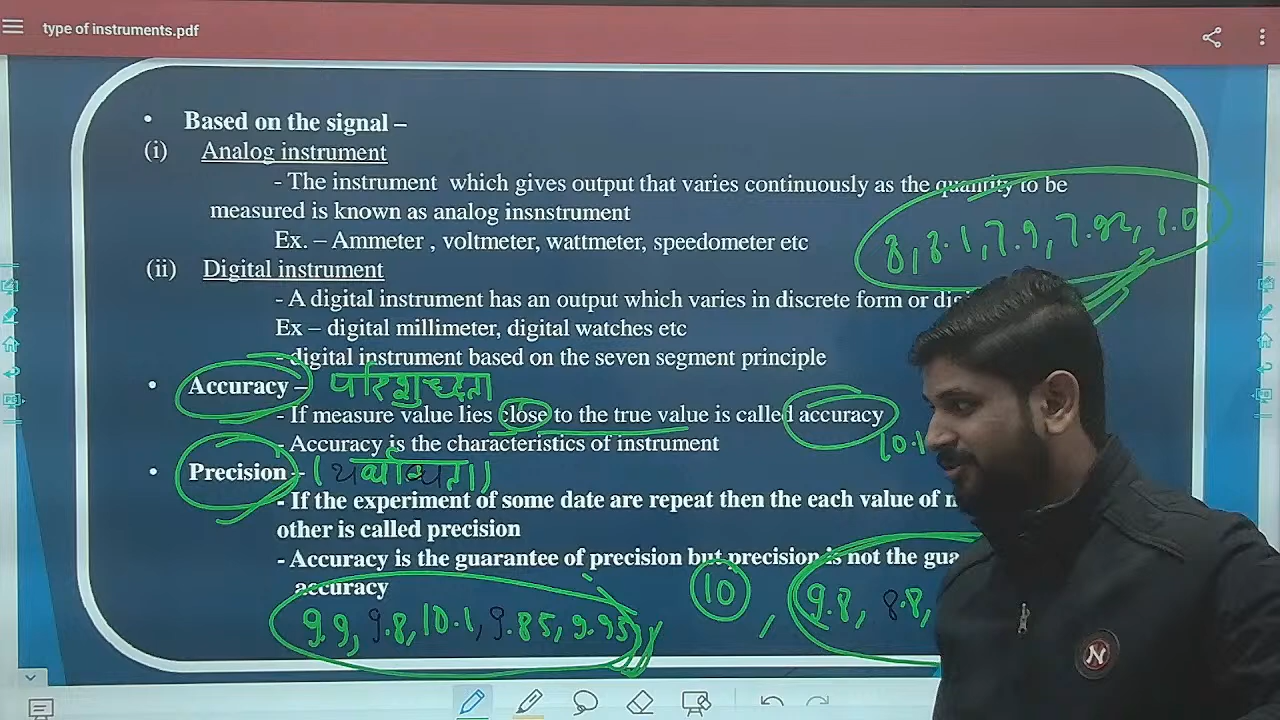 type of instruments.pdf
• Based on the signal –
(i) Analog instrument
- The instrument which gives output that varies continuously as the quantity to be
measured is known as analog insnstrument
Ex. – Ammeter , voltmeter, wattmeter, speedometer etc
8, 8.1, 7.9, 7.92, 8.01
(ii) Digital instrument
- A digital instrument has an output which varies in discrete form or
Ex – digital millimeter, digital watches etc
- digital instrument based on the seven segment principle
• Accuracy – परिशुद्धता
- If measure value lies close to the true value is called accuracy
10.1
- Accuracy is the characteristics of instrument
• Precision –
- If the experiment of some date are repeat then the each value of
other is called precision
- Accuracy is the guarantee of precision but precision is not the
accuracy
9.9, 9.8, 10.1, 9.85, 9.95
10, 9.8, 8.8,
N